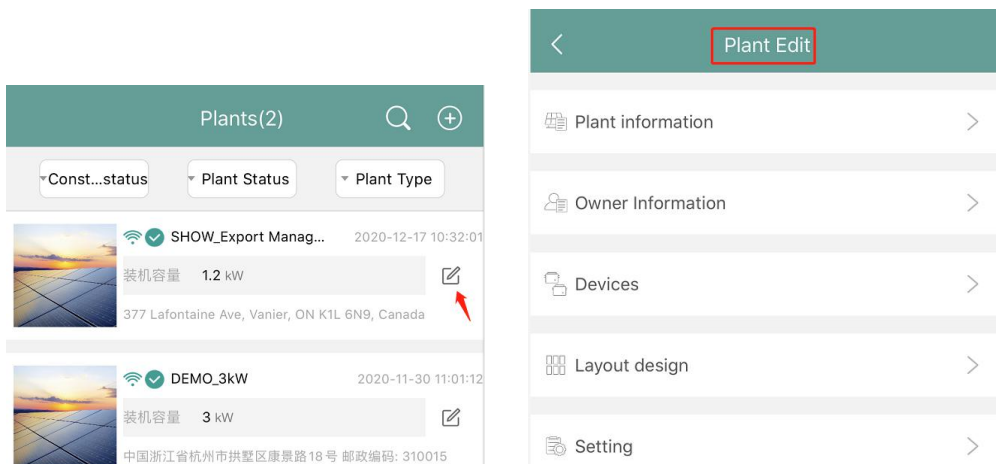 Plants(2)
Const...status
Plant Status
Plant Type
SHOW_Export Manag...
2020-12-17 10:32:01
装机容量 1.2 kW
377 Lafontaine Ave, Vanier, ON K1L 6N9, Canada
DEMO_3kW
2020-11-30 11:01:12
装机容量 3 kW
中国浙江省杭州市拱墅区康景路18号 邮政编码: 310015
Plant Edit
Plant information
Owner Information
Devices
Layout design
Setting